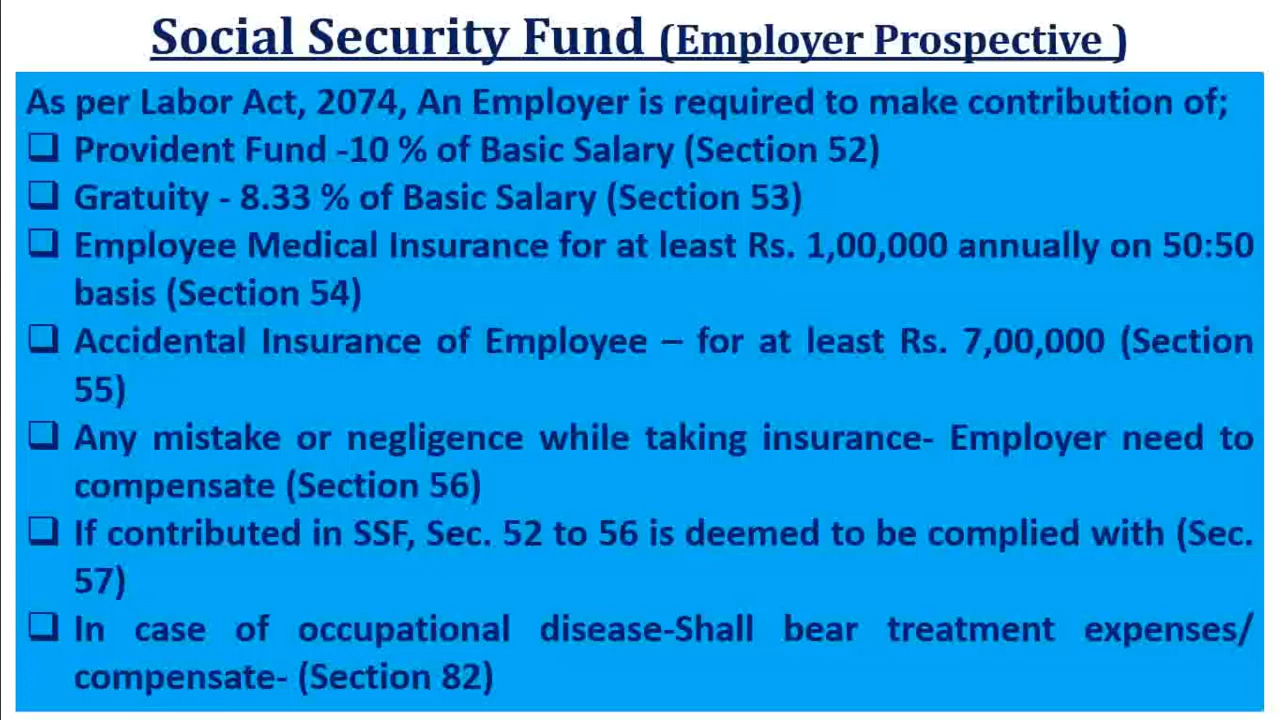 Social Security Fund (Employer Prospective )
As per Labor Act, 2074, An Employer is required to make contribution of;
❑ Provident Fund -10 % of Basic Salary (Section 52)
❑ Gratuity - 8.33 % of Basic Salary (Section 53)
❑ Employee Medical Insurance for at least Rs. 1,00,000 annually on 50:50
basis (Section 54)
❑ Accidental Insurance of Employee – for at least Rs. 7,00,000 (Section
55)
❑ Any mistake or negligence while taking insurance- Employer need to
compensate (Section 56)
❑ If contributed in SSF, Sec. 52 to 56 is deemed to be complied with (Sec.
57)
❑ In case of occupational disease-Shall bear treatment expenses/
compensate- (Section 82)